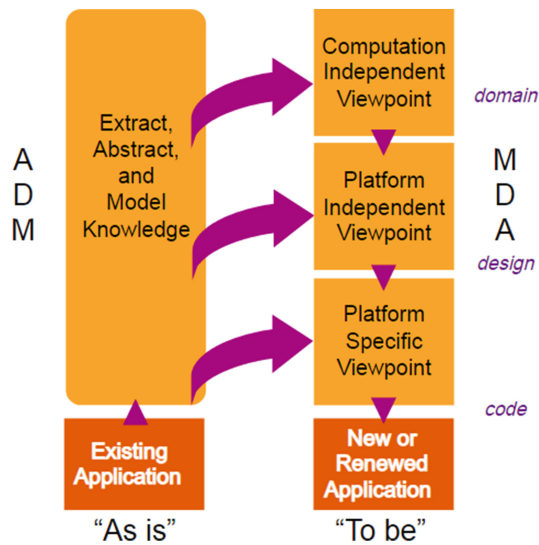 A
D
M
Extract,
Abstract,
and
Model
Knowledge
Existing
Application
"As is"
Computation
Independent
Viewpoint
domain
Platform
Independent
Viewpoint
M
D
A
design
Platform
Specific
Viewpoint
code
New or
Renewed
Application
"To be"